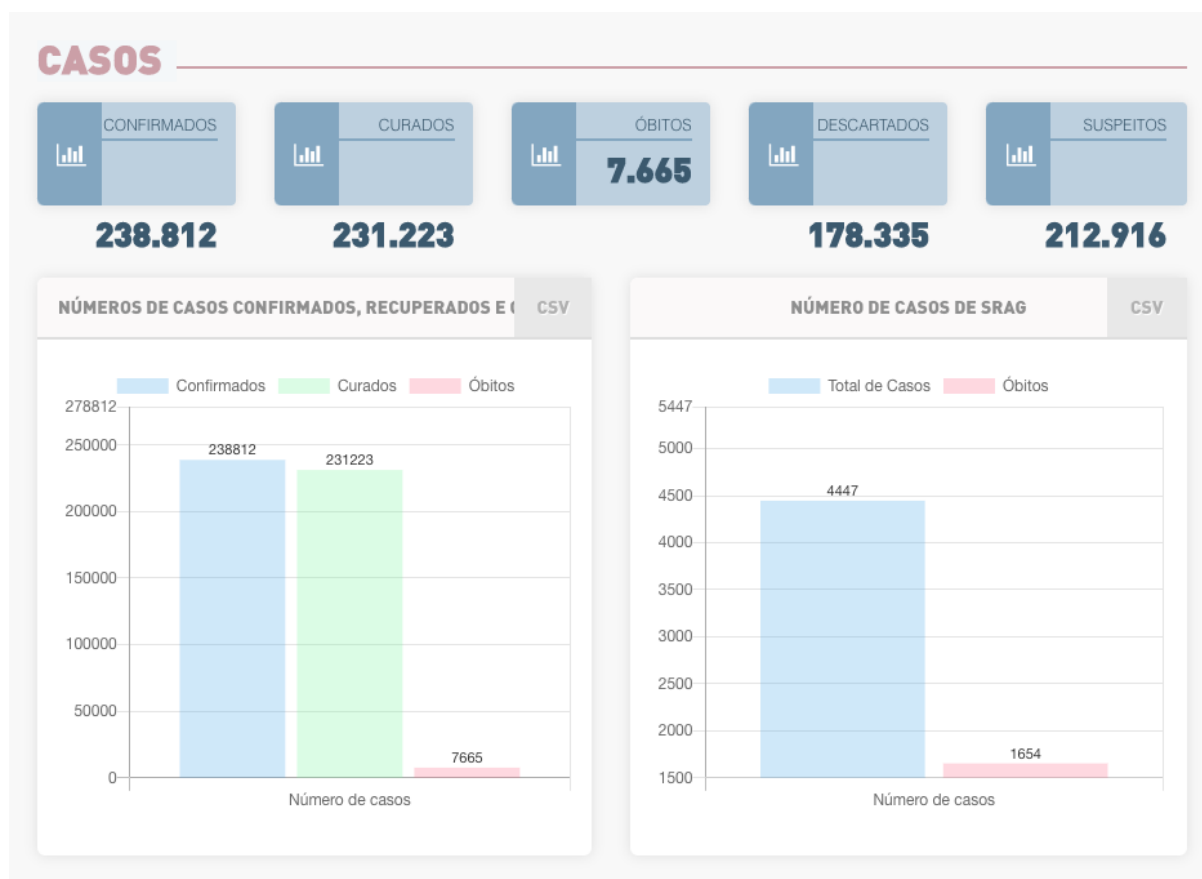 CASOS
CONFIRMADOS
CURADOS
ÓBITOS
DESCARTADOS
SUSPEITOS
7.665
238.812
231.223
178.335
212.916
NÚMEROS DE CASOS CONFIRMADOS, RECUPERADOS E
CSV
NÚMERO DE CASOS DE SRAG
CSV
Confirmados
Curados
Óbitos
278812
250000
200000
150000
100000
50000
0
238812
231223
7665
Número de casos
Total de Casos
Óbitos
5447
5000
4500
4000
3500
3000
2500
2000
1500
4447
1654
Número de casos